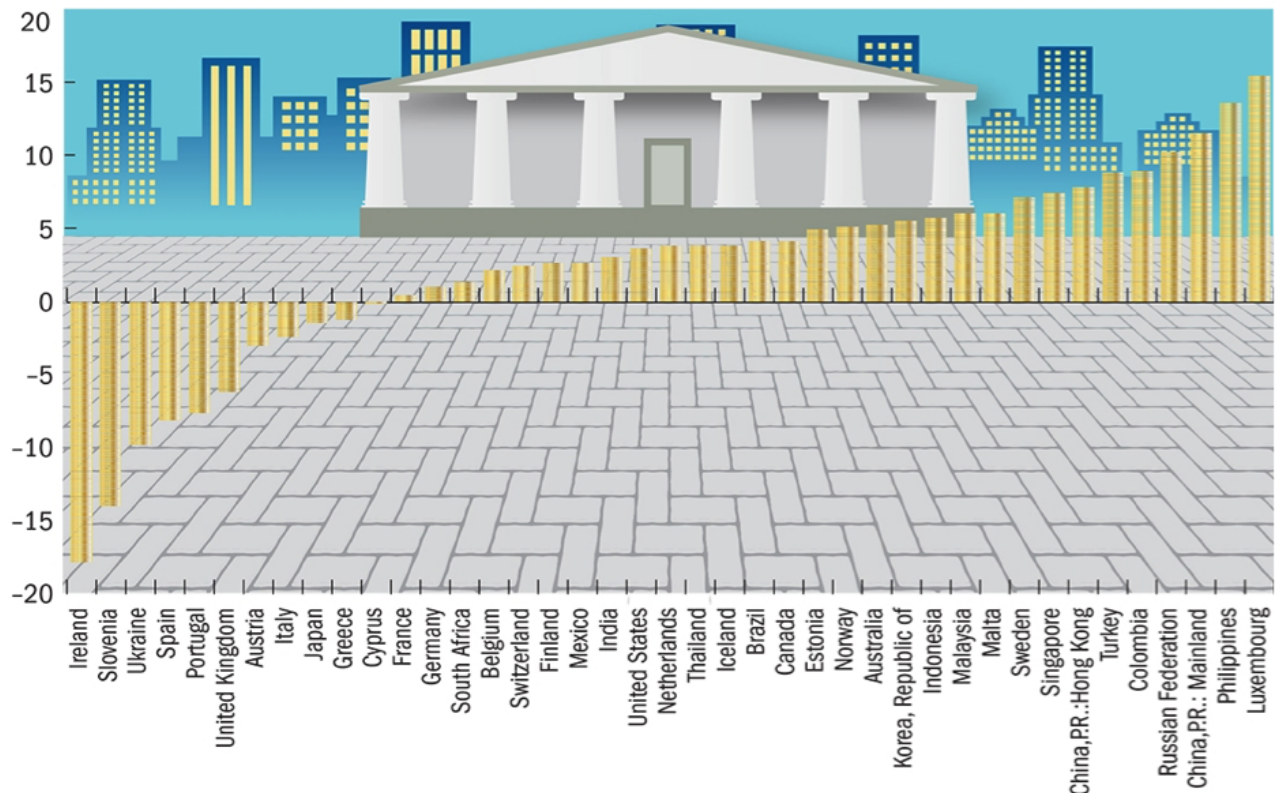 20
15
10
5
0
–5
–10
–15
–20
Ireland
Slovenia
Ukraine
Spain
Portugal
United Kingdom
Austria
Italy
Japan
Greece
Cyprus
France
Germany
South Africa
Belgium
Switzerland
Finland
Mexico
India
United States
Netherlands
Thailand
Iceland
Brazil
Canada
Estonia
Norway
Australia
Korea, Republic of
Indonesia
Malaysia
Malta
Sweden
Singapore
China,P.R.:Hong Kong
Turkey
Colombia
Russian Federation
China,P.R.: Mainland
Philippines
Luxembourg